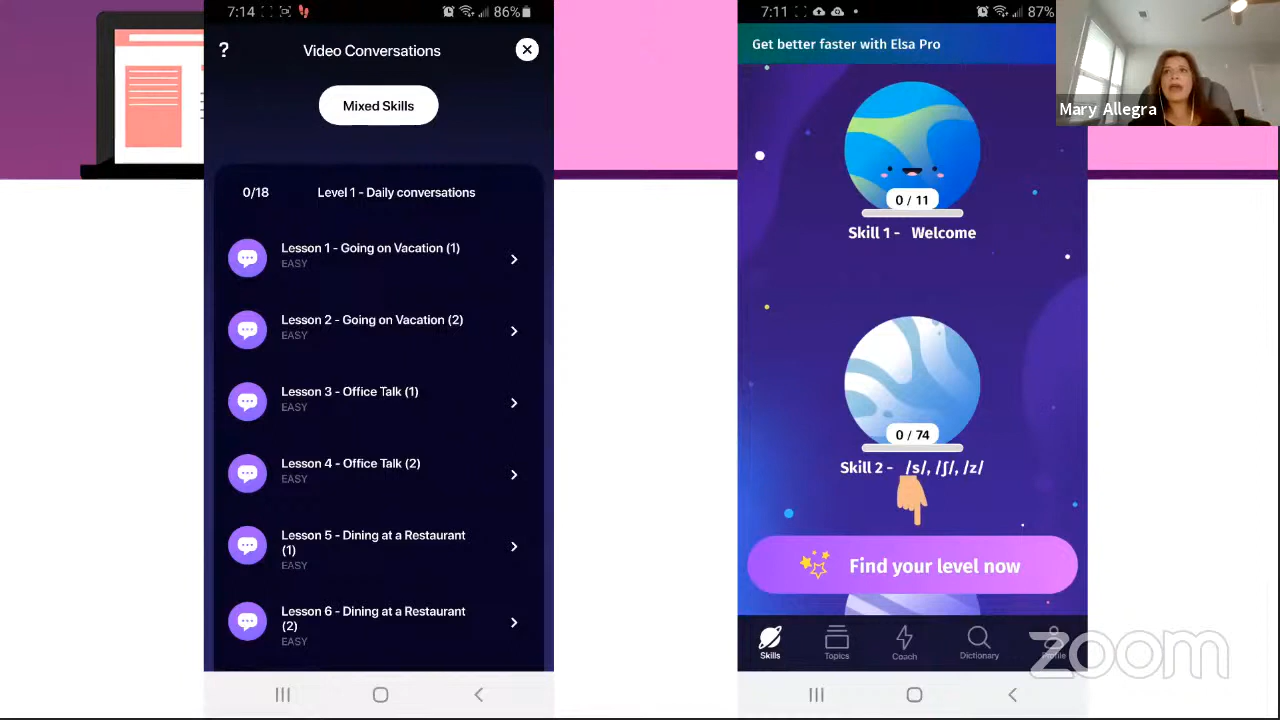 7:14
86%
?
Video Conversations
Mixed Skills
0/18
Level 1 - Daily conversations
Lesson 1 - Going on Vacation (1)
EASY
Lesson 2 - Going on Vacation (2)
EASY
Lesson 3 - Office Talk (1)
EASY
Lesson 4 - Office Talk (2)
EASY
Lesson 5 - Dining at a Restaurant
(1)
EASY
Lesson 6 - Dining at a Restaurant
(2)
EASY
7:11
87%
Get better faster with Elsa Pro
0 / 11
Skill 1 - Welcome
0 / 74
Skill 2 - /s/, /ʃ/, /z/
Find your level now
Skills
Topics
Coach
Dictionary
Profile
Mary Allegra
zoom